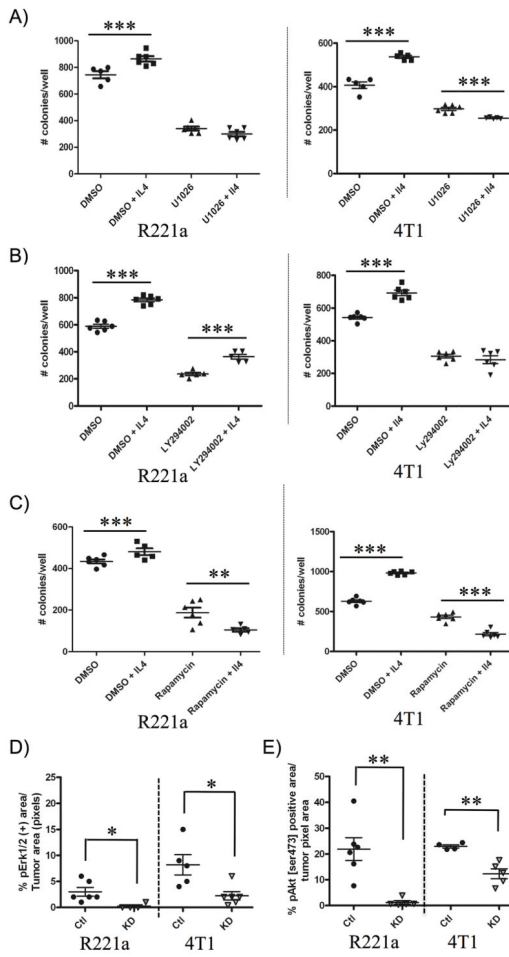 A)
***
1000
800
600
400
200
0
# colonies/well
DMSO
DMSO + IL4
U1026
U1026 + IL4
R221a
***
***
600
400
200
0
# colonies/well
DMSO
DMSO + Il4
U1026
U1026 + Il4
4T1
B)
***
***
1000
800
600
400
200
0
# colonies/well
DMSO
DMSO + IL4
LY294002
LY294002 + IL4
R221a
***
800
600
400
200
0
# colonies/well
DMSO
DMSO + Il4
Ly294002
Ly294002 + IL4
4T1
C)
***
**
600
400
200
0
# colonies/well
DMSO
DMSO + IL4
Rapamycin
Rapamycin + Il4
R221a
***
***
1500
1000
500
0
# colonies/well
DMSO
DMSO + IL4
Rapamycin
Rapamycin + Il4
4T1
D)
% pErk1/2 (+) area/
Tumor area (pixels)
25
20
15
10
5
0
*
*
Ctl
KD
Ctl
KD
R221a
4T1
E)
% pAkt [ser473] positive area/
tumor pixel area
50
40
30
20
10
0
**
**
Ctl
KD
Ctl
KD
R221a
4T1